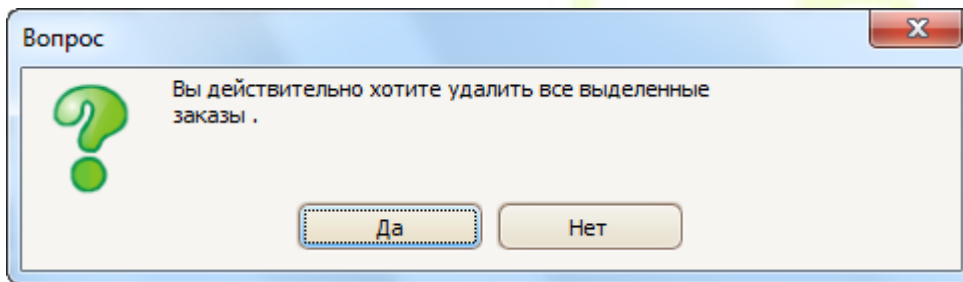 Вопрос
Вы действительно хотите удалить все выделенные
заказы .
Да
Нет